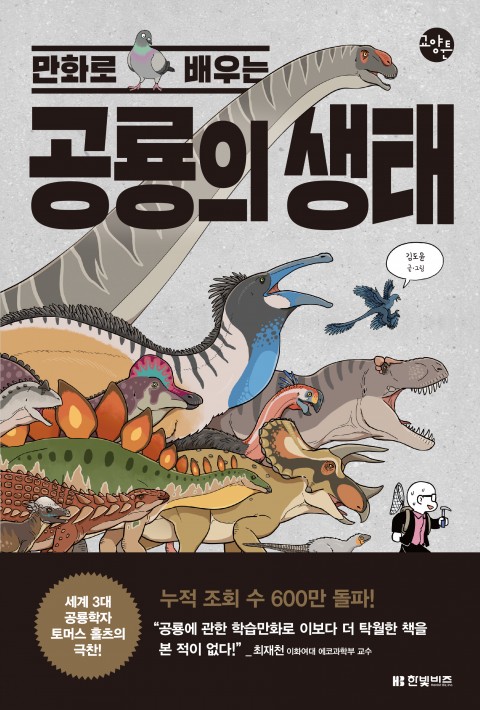 교양툰
만화로 배우는
공룡의 생태
김도윤
글·그림
세계 3대
공룡학자
토머스 홀츠의
극찬!
누적 조회 수 600만 돌파!
“공룡에 관한 학습만화로 이보다 더 탁월한 책을
본 적이 없다!” _ 최재천 이화여대 에코과학부 교수
HB 한빛비즈